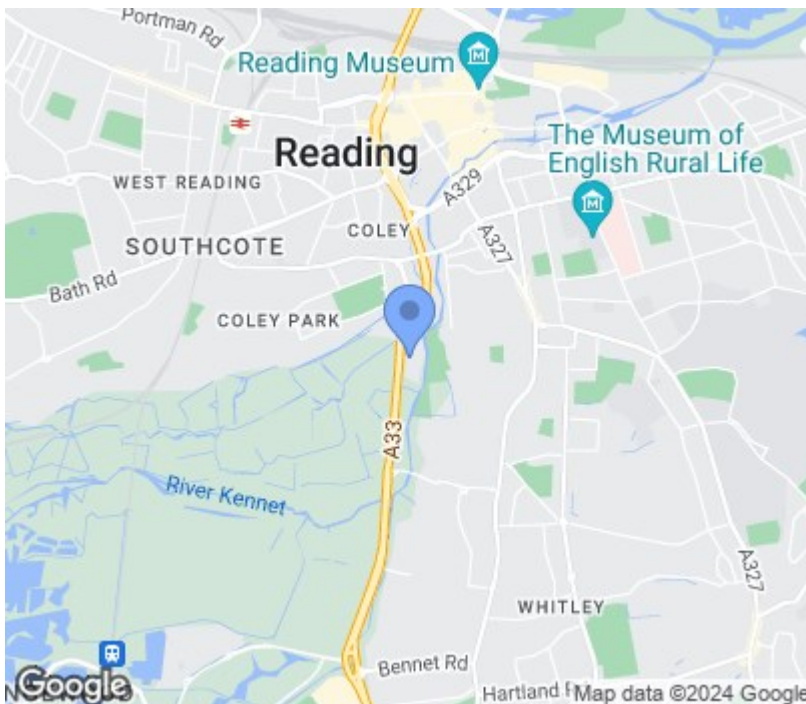 Portman Rd
Reading Museum
Reading
The Museum of
English Rural Life
WEST READING
A329
COLEY
A327
SOUTHCOTE
Bath Rd
COLEY PARK
A33
River Kennet
A327
WHITLEY
Bennet Rd
Google
Hartland
Map data ©2024 Google